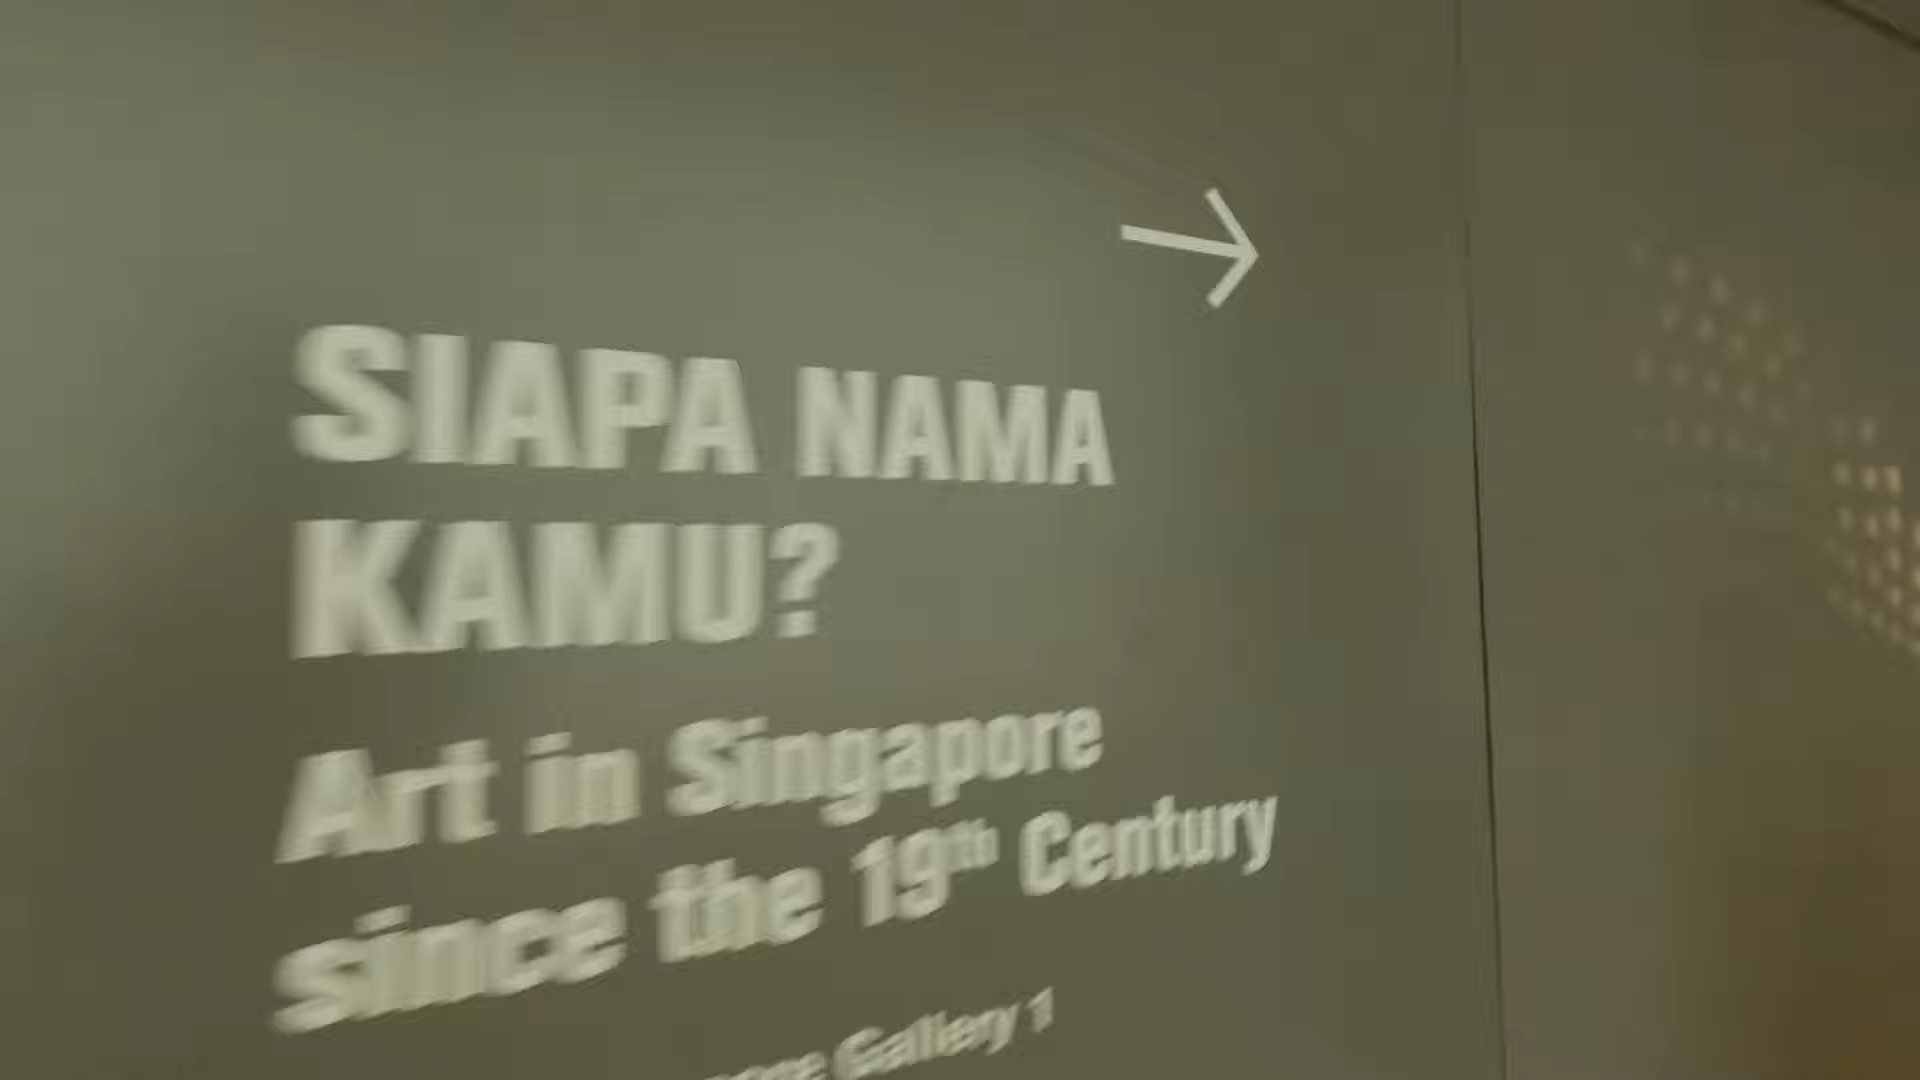 SIAPA NAMA
KAMU?
Art in Singapore
since the 19th Century
Gallery 1